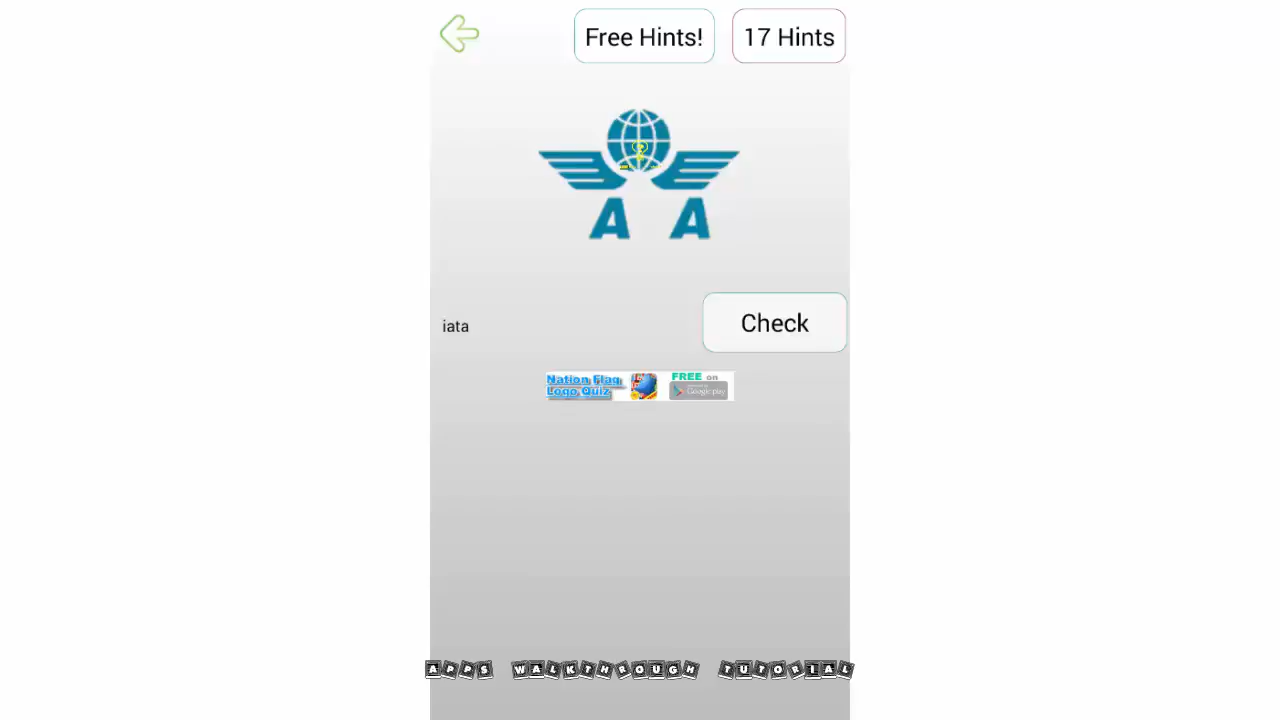 Free Hints! 17 Hints
A A
iata Check
Nation Flag FREE on
Logo Quiz Google play
APPS WALKTHROUGH TUTORIAL